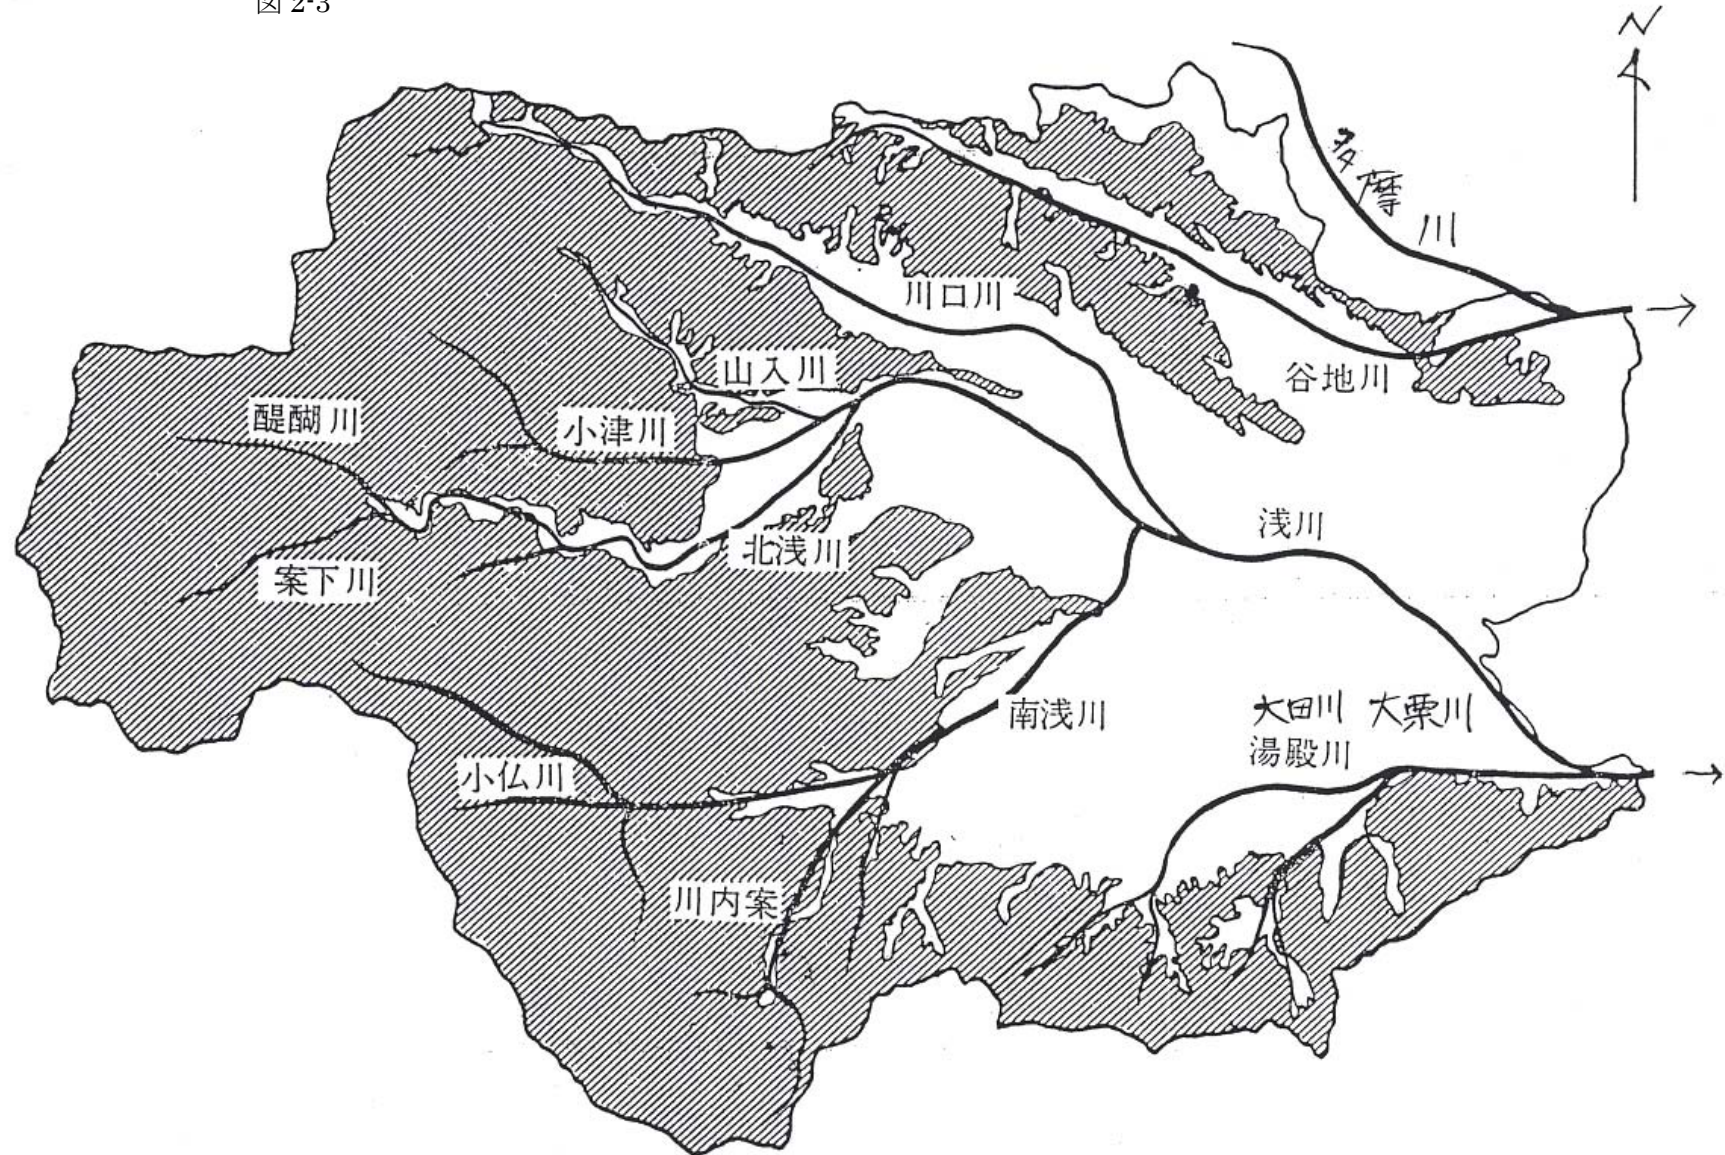 図 2-3
N
多摩川
川口川
谷地川
山入川
醍醐川
小津川
浅川
北浅川
案下川
南浅川
大田川 大栗川
湯殿川
小仏川
川内案